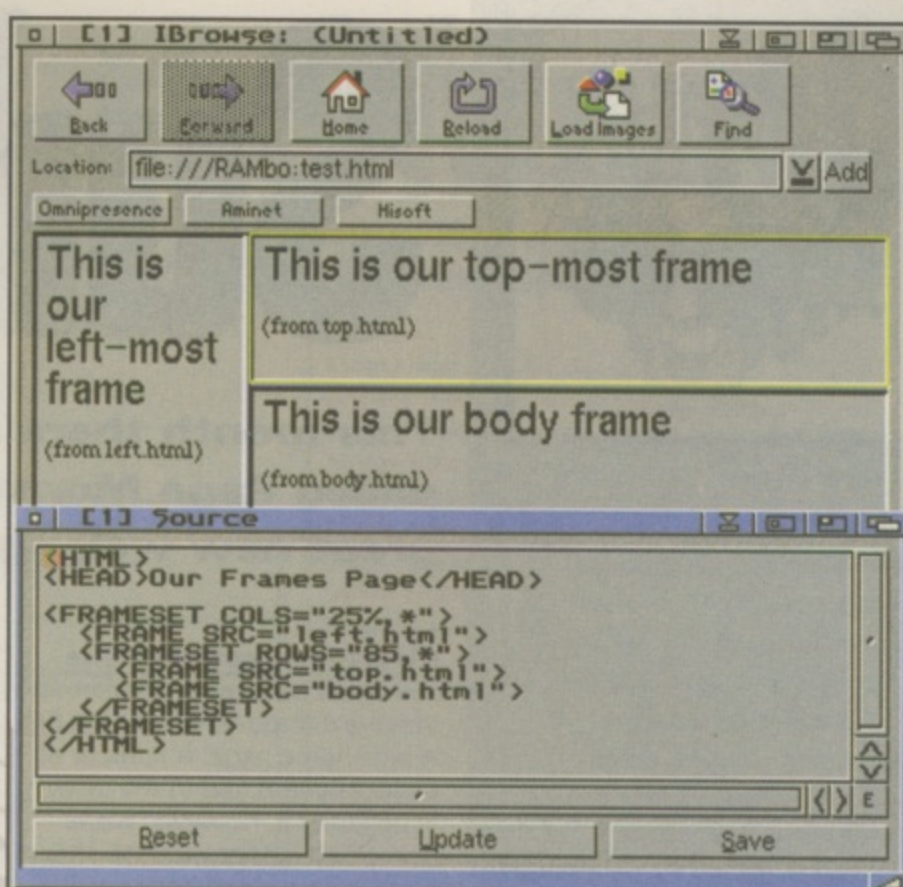 [1] IBrowse: (Untitled)
Back Forward Home Reload Load Images Find
Location: file:///RAMbo:test.html Add
Omnipresence Aminet Hisoft
This is
our
left-most
frame
(from left.html)
This is our top-most frame
(from top.html)
This is our body frame
(from body.html)
[1] Source
<HTML>
<HEAD>Our Frames Page</HEAD>
<FRAMESET COLS="25%,*">
<FRAME SRC="left.html">
<FRAMESET ROWS="85,*">
<FRAME SRC="top.html">
<FRAME SRC="body.html">
</FRAMESET>
</FRAMESET>
</HTML>
E
Reset Update Save